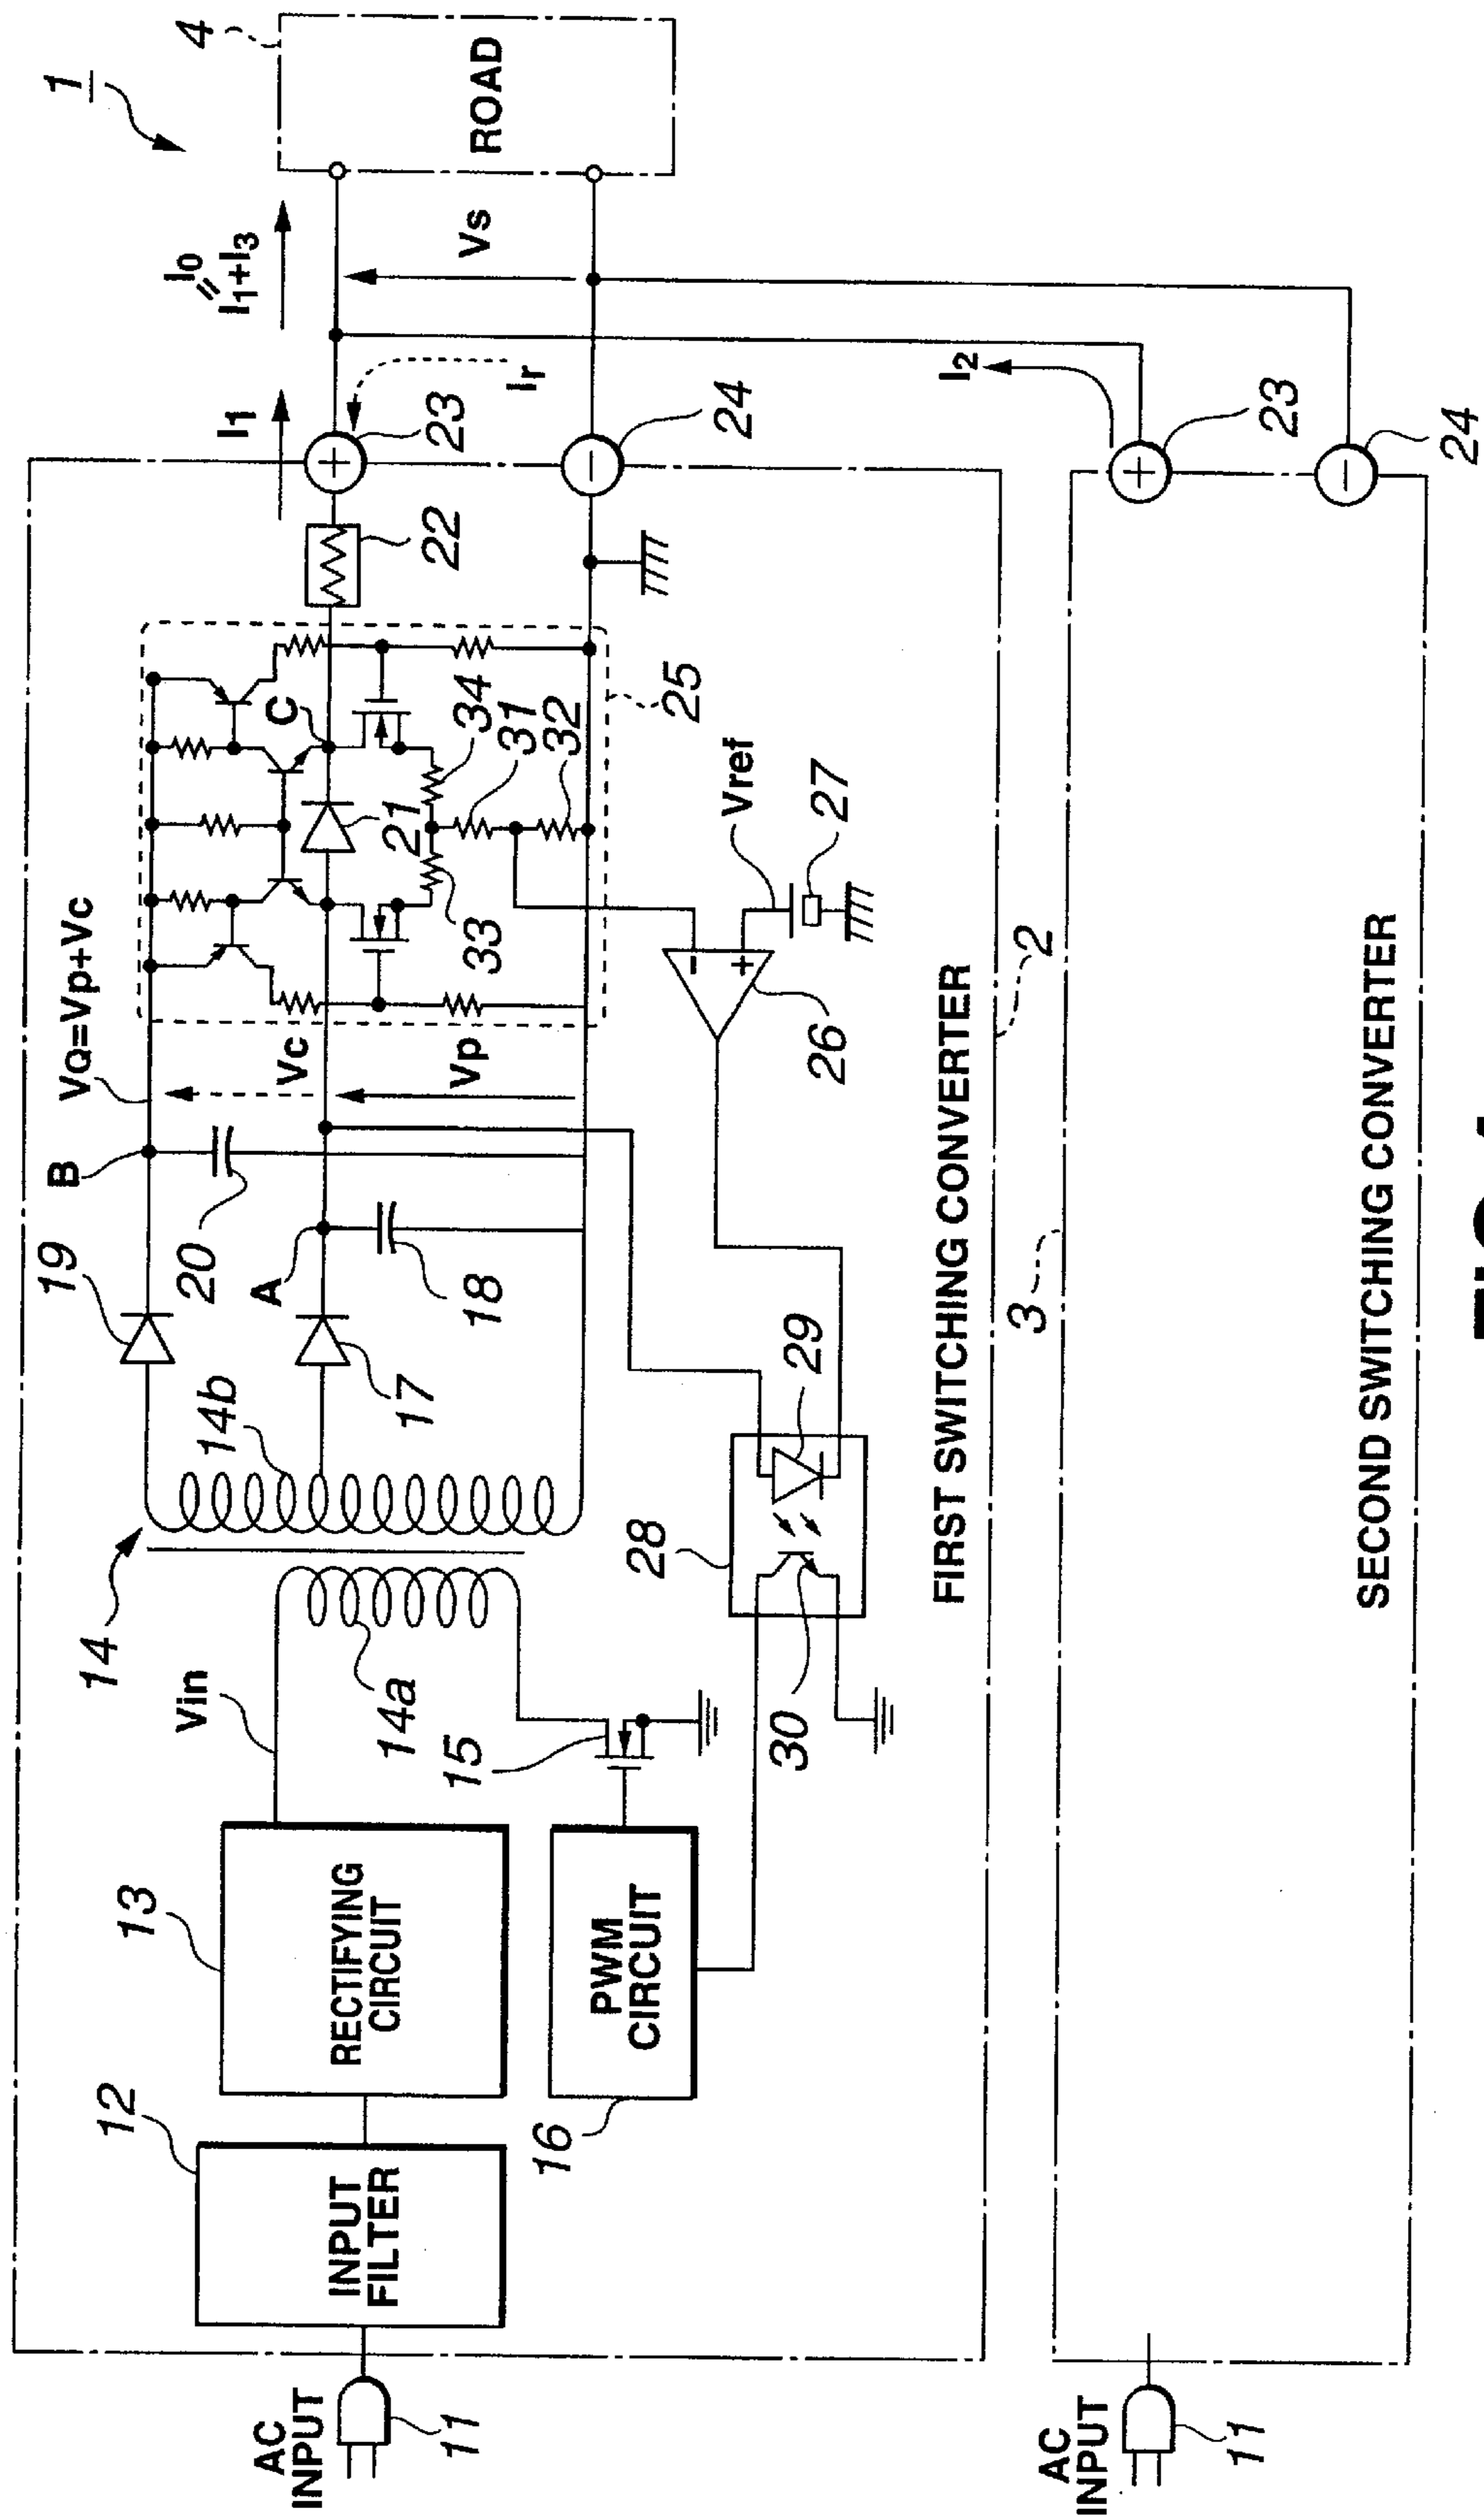 1
4
ROAD
I0
=
I1+I3
Vs
I1
Ir
23
24
I2
23
24
22
VQ=Vp+Vc
C
34
31
32
25
21
33
Vc
Vp
Vref
27
26
B
20
A
18
19
17
14b
14
14a
Vin
15
29
28
30
13
RECTIFYING
CIRCUIT
PWM
CIRCUIT
16
12
INPUT
FILTER
AC
INPUT
11
FIRST SWITCHING CONVERTER
2
3
SECOND SWITCHING CONVERTER
AC
INPUT
11